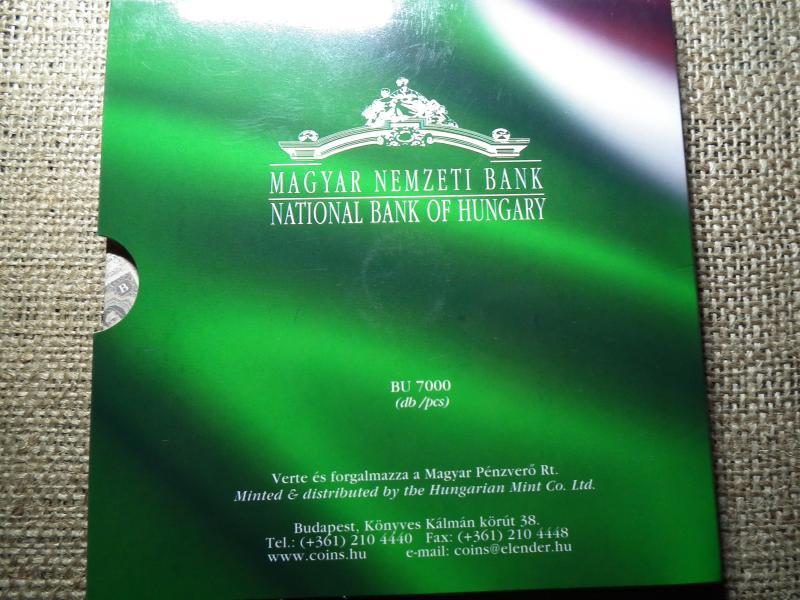 MAGYAR NEMZETI BANK
NATIONAL BANK OF HUNGARY
B
BU 7000
(db /pcs)
Verte és forgalmazza a Magyar Pénzverő Rt.
Minted & distributed by the Hungarian Mint Co. Ltd.
Budapest, Könyves Kálmán körút 38.
Tel.: (+361) 210 4440 Fax: (+361) 210 4448
www.coins.hu e-mail: coins@elender.hu